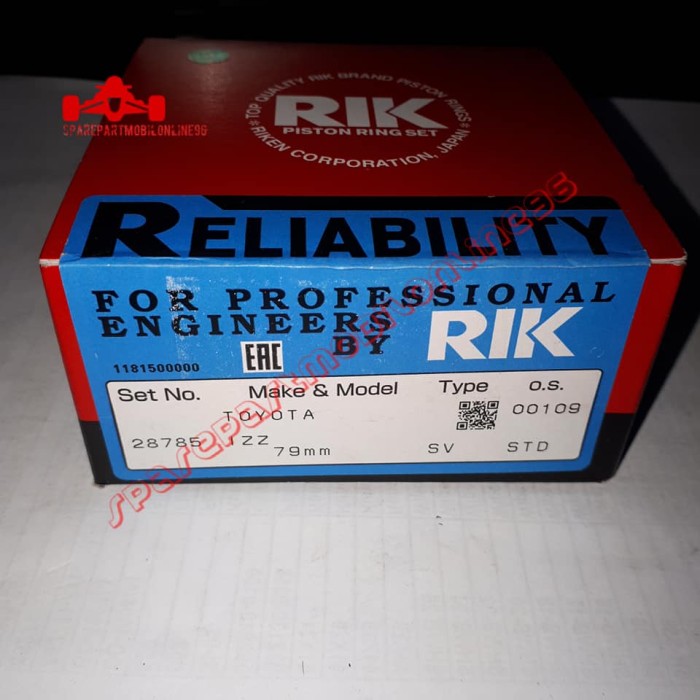 SPAREPARTMOBILONLINE96
TOP QUALITY RIK BRAND PISTON RINGS
RIK
PISTON RING SET
RIKEN CORPORATION, JAPAN
RELIABILITY
FOR PROFESSIONAL
ENGINEERS
BY RIK
1181500000 EAC
Set No. Make & Model Type O.S.
TOYOTA 00109
28785 1ZZ 79mm SV STD
sparepartmobilonline96